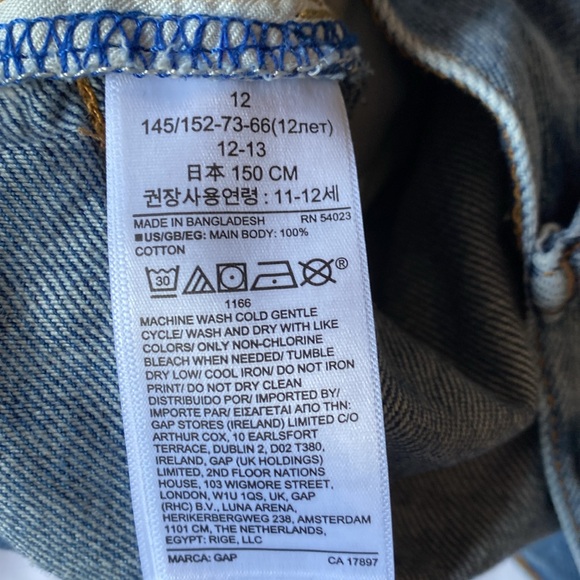 12
145/152-73-66(12лет)
12-13
日本 150 CM
권장사용연령 : 11-12세
MADE IN BANGLADESH RN 54023
■US/GB/EG: MAIN BODY: 100%
COTTON
30 ®
1166
MACHINE WASH COLD GENTLE
CYCLE/ WASH AND DRY WITH LIKE
COLORS/ ONLY NON-CHLORINE
BLEACH WHEN NEEDED/ TUMBLE
DRY LOW/ COOL IRON/ DO NOT IRON
PRINT/ DO NOT DRY CLEAN
DISTRIBUIDO POR/ IMPORTED BY/
IMPORTE PAR/ ΕΙΣΑΓΕΤΑΙ ΑΠΟ ΤΗΝ:
GAP STORES (IRELAND) LIMITED C/O
ARTHUR COX, 10 EARLSFORT
TERRACE, DUBLIN 2, D02 T380,
IRELAND, GAP (UK HOLDINGS)
LIMITED, 2ND FLOOR NATIONS
HOUSE, 103 WIGMORE STREET,
LONDON, W1U 1QS, UK, GAP
(RHC) B.V., LUNA ARENA,
HERIKERBERGWEG 238, AMSTERDAM
1101 CM, THE NETHERLANDS,
EGYPT: RIGE, LLC
MARCA: GAP CA 17897